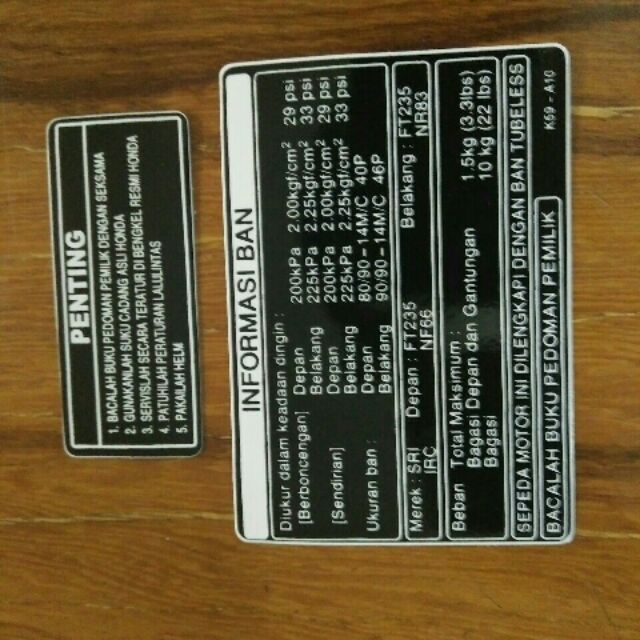 PENTING
1. BACALAH BUKU PEDOMAN PEMILIK DENGAN SEKSAMA
2. GUNAKANLAH SUKU CADANG ASLI HONDA
3. SERVISLAH SECARA TERATUR DI BENGKEL RESMI HONDA
4. PATUHILAH PERATURAN LALULINTAS
5. PAKAILAH HELM
INFORMASI BAN
Diukur dalam keadaan dingin :
[Berboncengan] Depan 200kPa 2.00kgf/cm² 29 psi
Belakang 225kPa 2.25kgf/cm² 33 psi
[Sendirian] Depan 200kPa 2.00kgf/cm² 29 psi
Belakang 225kPa 2.25kgf/cm² 33 psi
Ukuran ban : Depan 80/90-14M/C 40P
Belakang 90/90-14M/C 46P
Merek : SRI Depan : FT235 Belakang : FT235
IRC NF66 NR83
Beban Total Maksimum :
Bagasi Depan dan Gantungan 1.5kg (3.3lbs)
Bagasi 10 kg (22 lbs)
SEPEDA MOTOR INI DILENGKAPI DENGAN BAN TUBELESS
BACALAH BUKU PEDOMAN PEMILIK K59 - A10